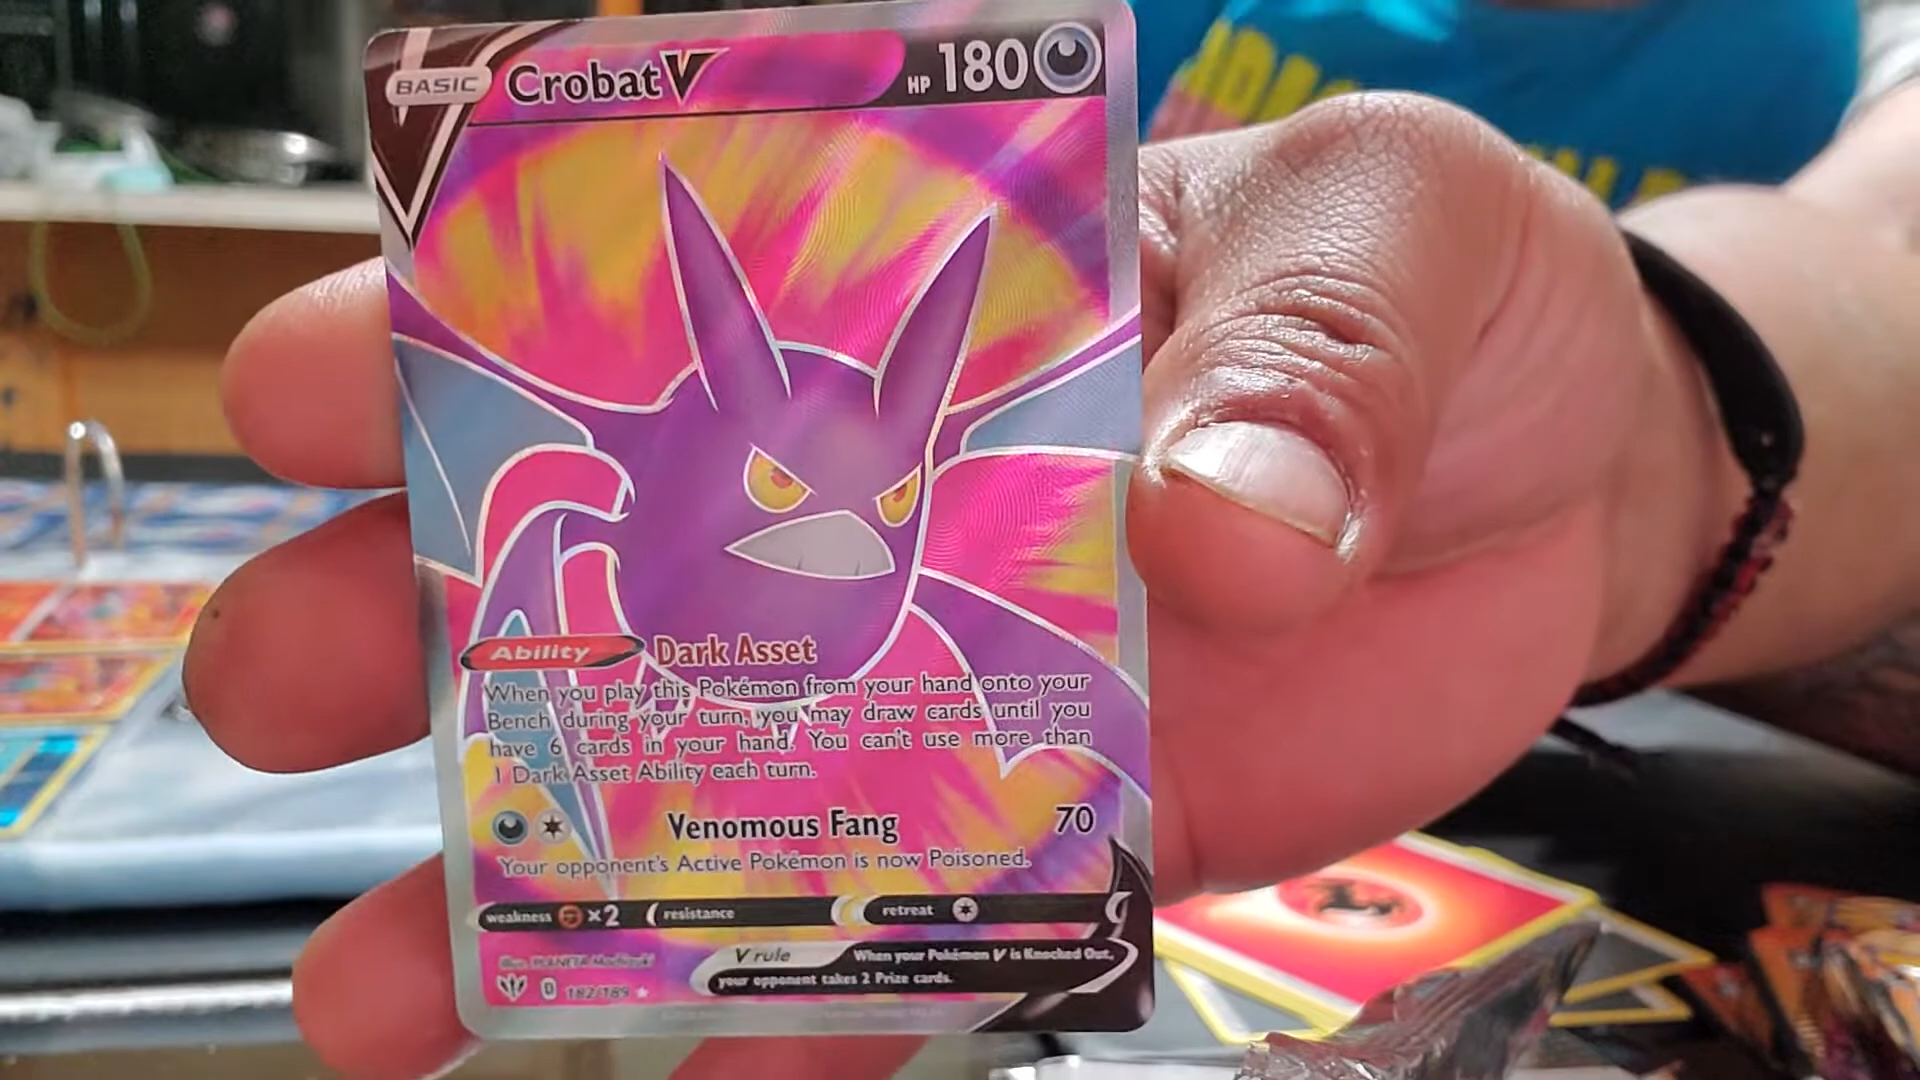 BASIC Crobat V HP 180
Ability Dark Asset
When you play this Pokémon from your hand onto your
Bench during your turn, you may draw cards until you
have 6 cards in your hand. You can't use more than
1 Dark Asset Ability each turn.
Venomous Fang 70
Your opponent's Active Pokémon is now Poisoned.
weakness ×2 resistance retreat
V rule When your Pokémon V is Knocked Out,
your opponent takes 2 Prize cards.
Illus. PLANETA Mochizuki
D 182/189